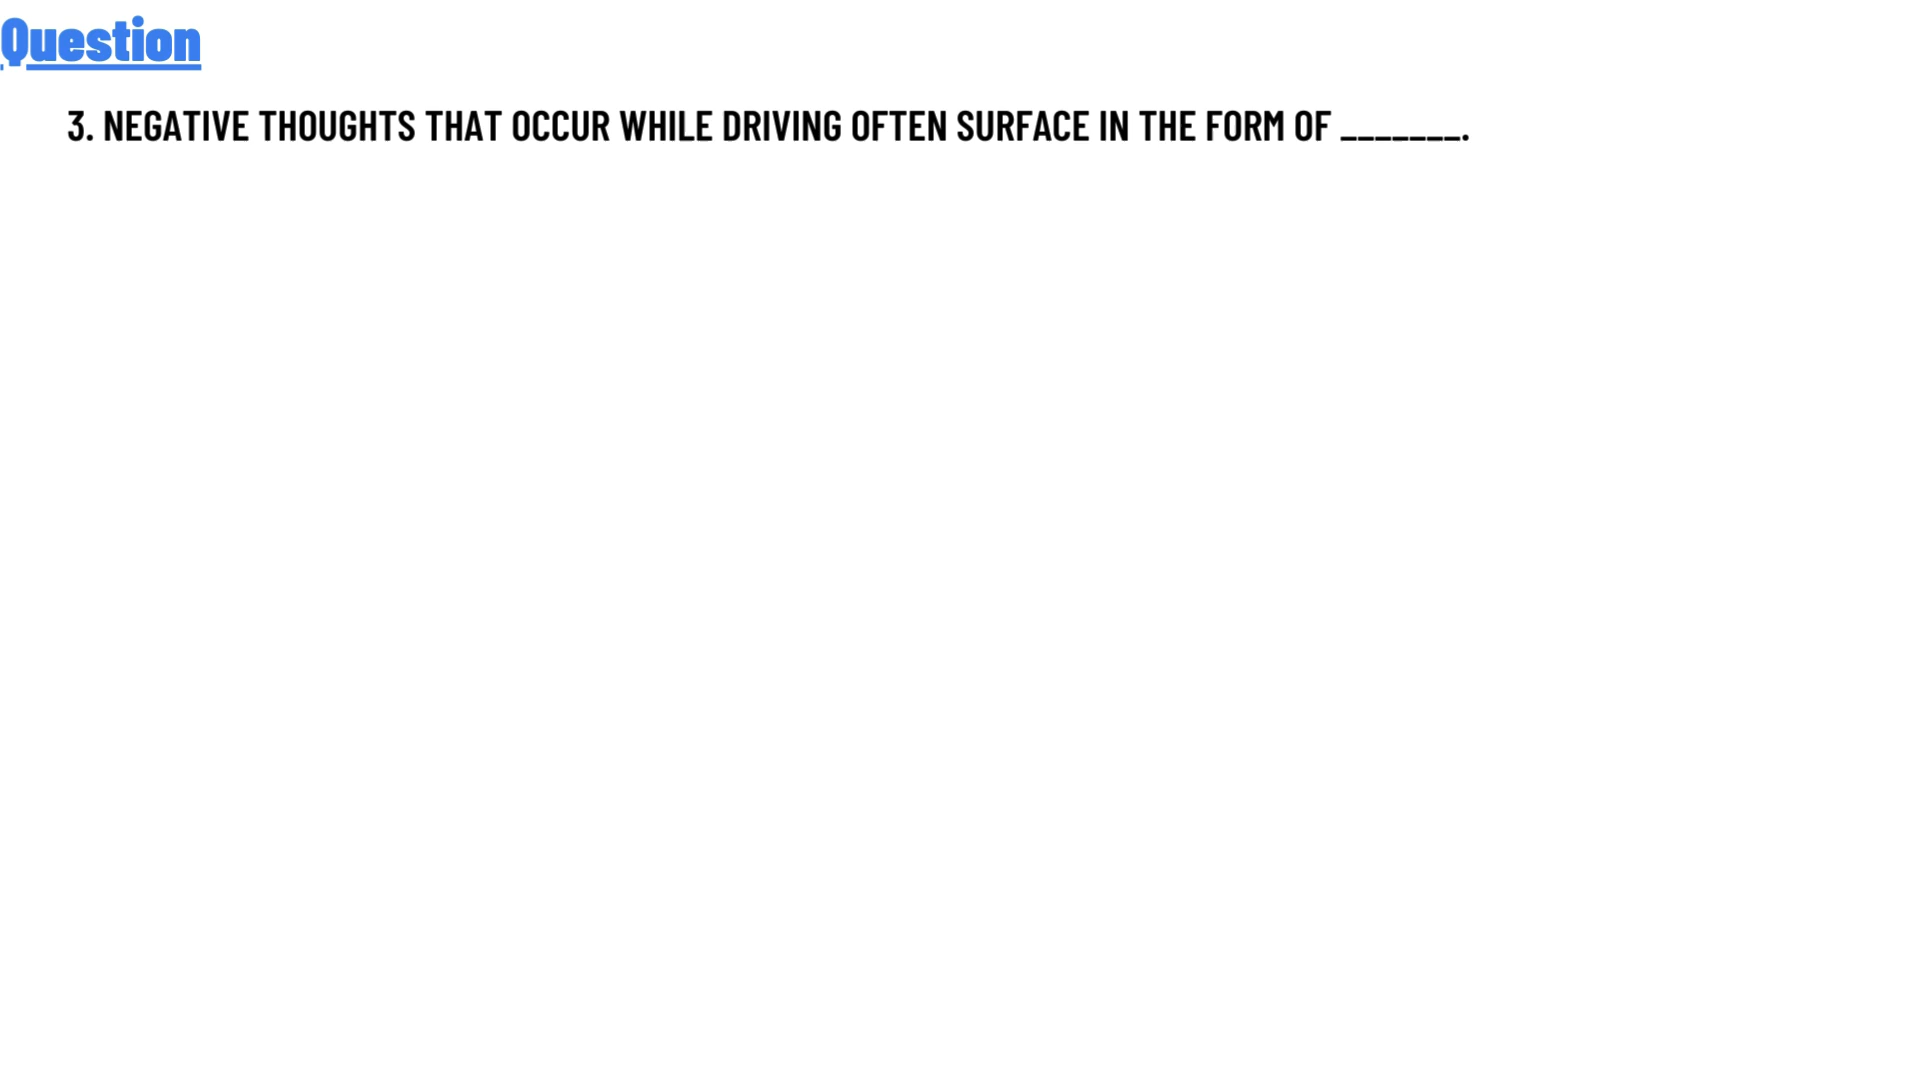 Question
3. NEGATIVE THOUGHTS THAT OCCUR WHILE DRIVING OFTEN SURFACE IN THE FORM OF _______.